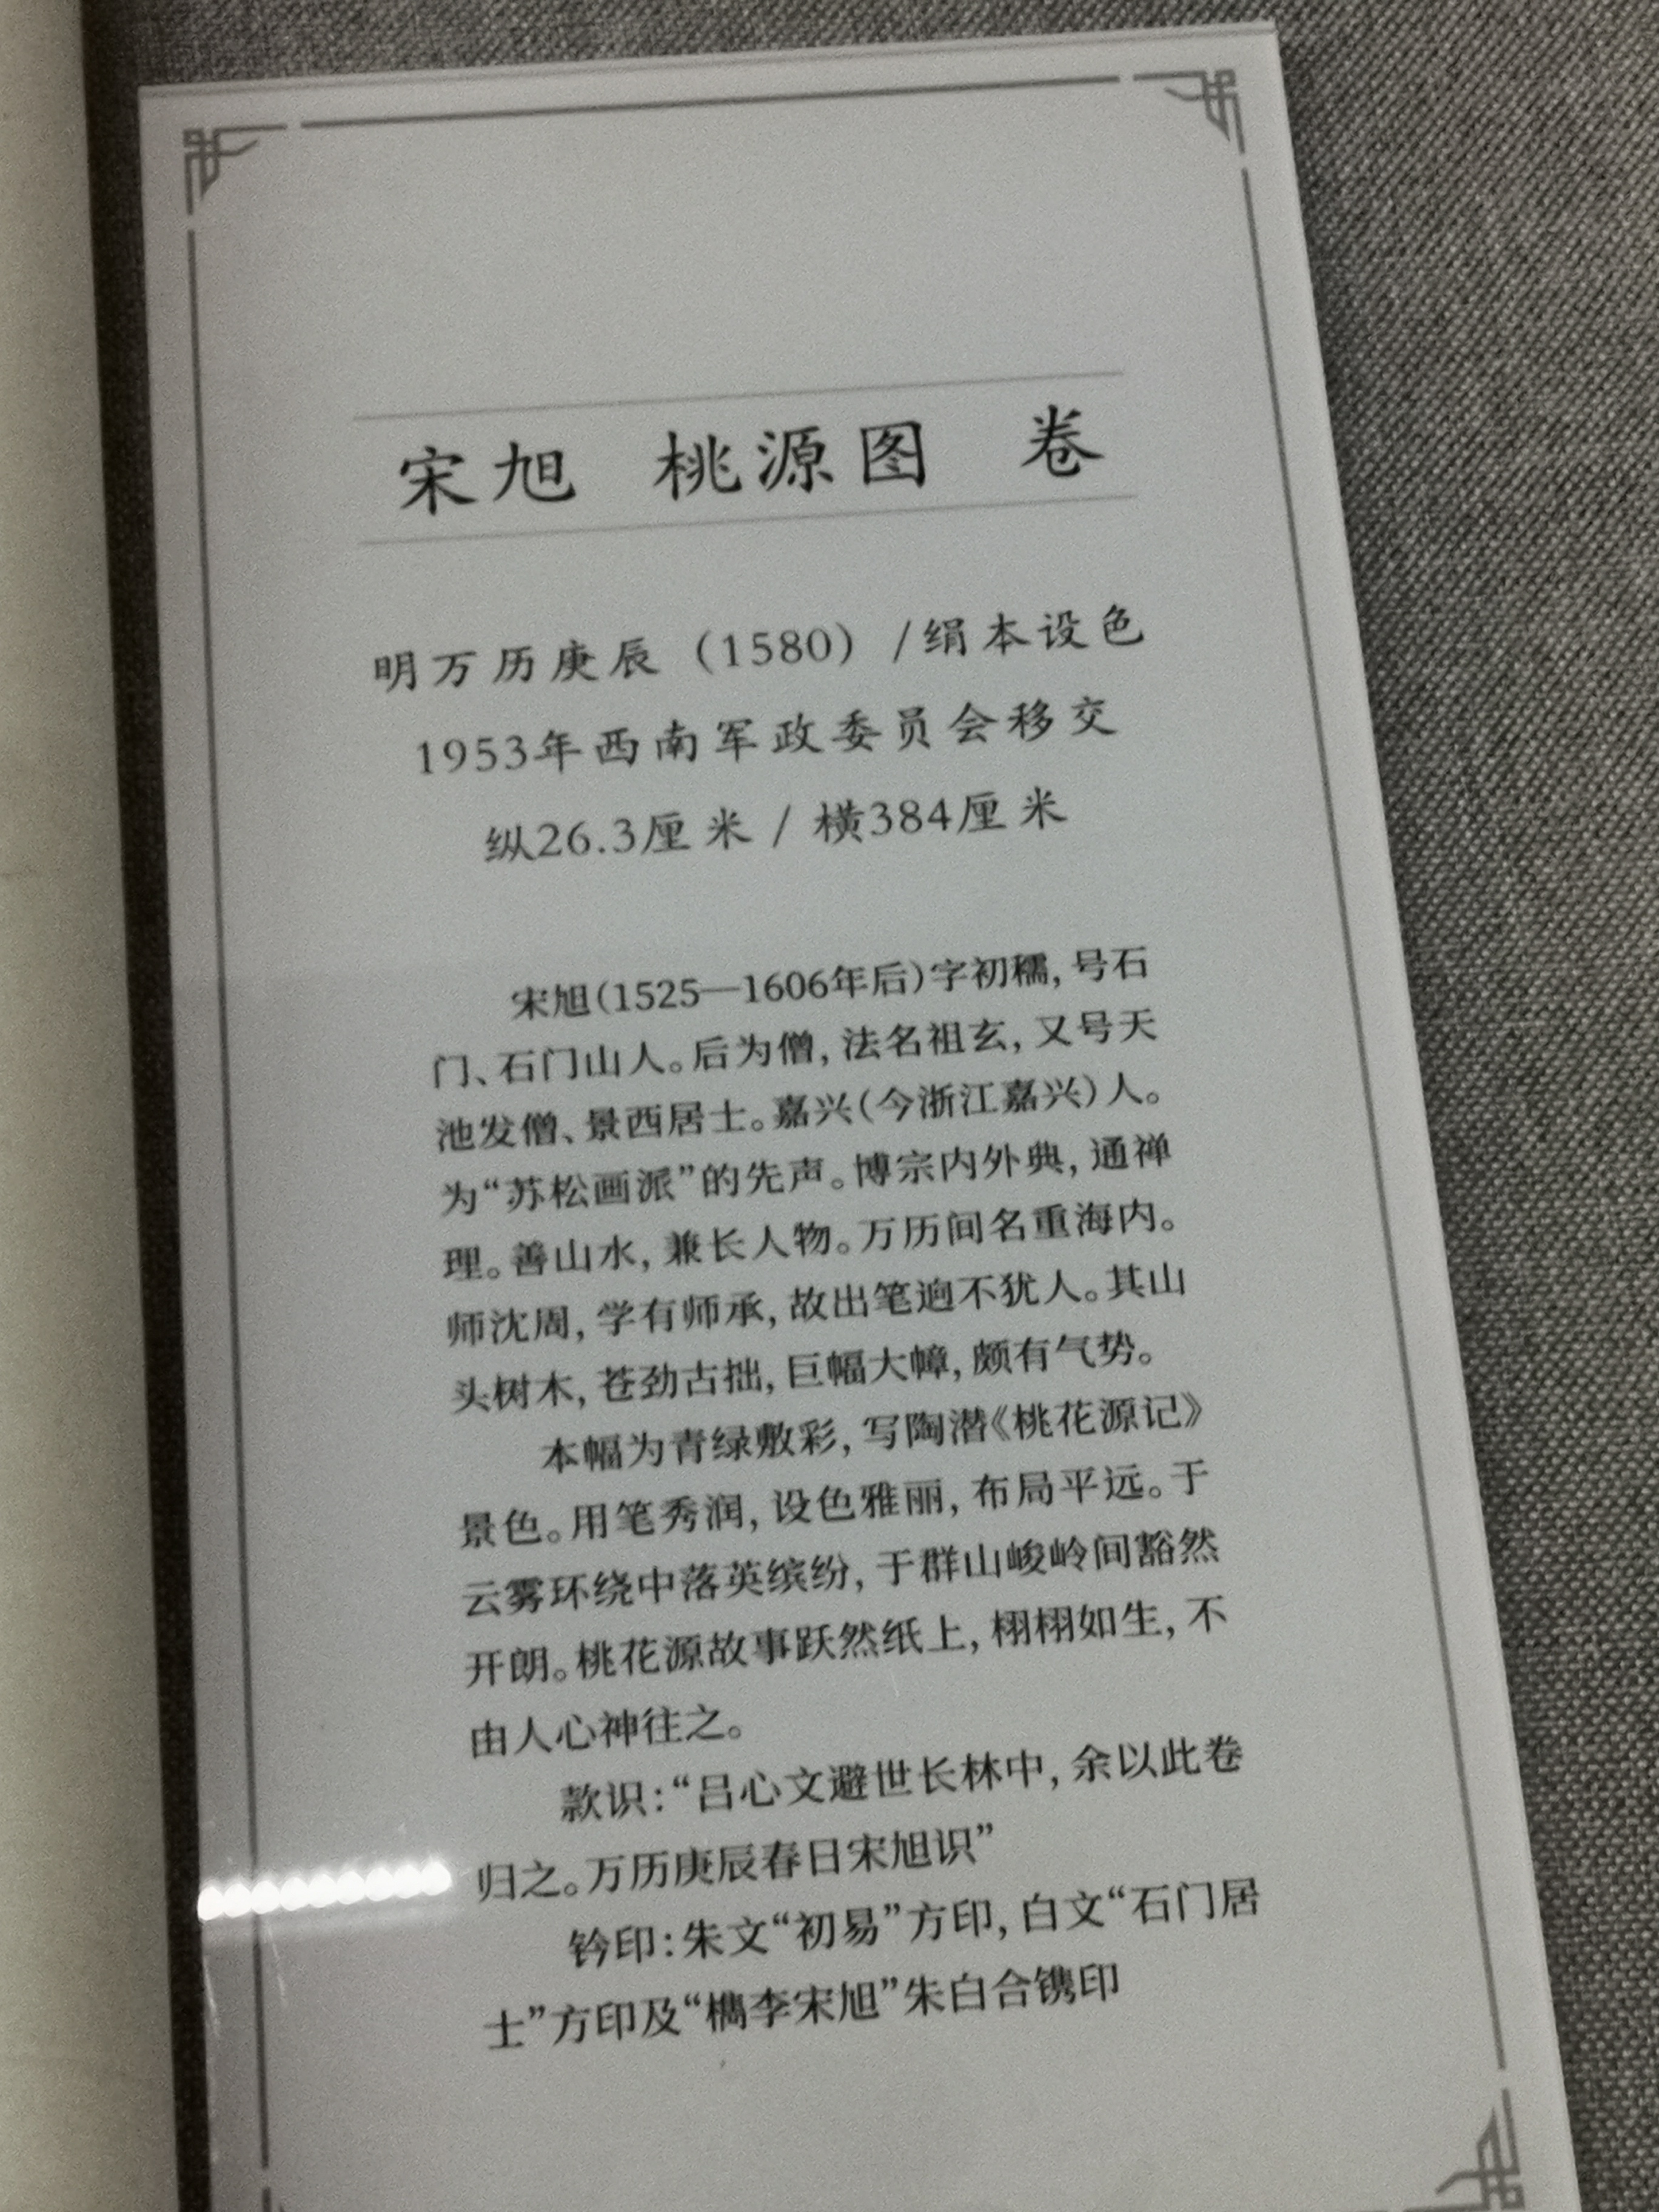 宋旭 桃源图 卷
明万历庚辰（1580）/绢本设色
1953年西南军政委员会移交
纵26.3厘米 / 横384厘米
宋旭（1525—1606年后）字初穤，号石
门、石门山人。后为僧，法名祖玄，又号天
池发僧、景西居士。嘉兴（今浙江嘉兴）人。
为“苏松画派”的先声。博宗内外典，通禅
理。善山水，兼长人物。万历间名重海内。
师沈周，学有师承，故出笔迥不犹人。其山
头树木，苍劲古拙，巨幅大幛，颇有气势。
本幅为青绿敷彩，写陶潜《桃花源记》
景色。用笔秀润，设色雅丽，布局平远。于
云雾环绕中落英缤纷，于群山峻岭间豁然
开朗。桃花源故事跃然纸上，栩栩如生，不
由人心神往之。
款识：“吕心文避世长林中，余以此卷
归之。万历庚辰春日宋旭识”
钤印：朱文“初易”方印，白文“石门居
士”方印及“檇李宋旭”朱白合镌印